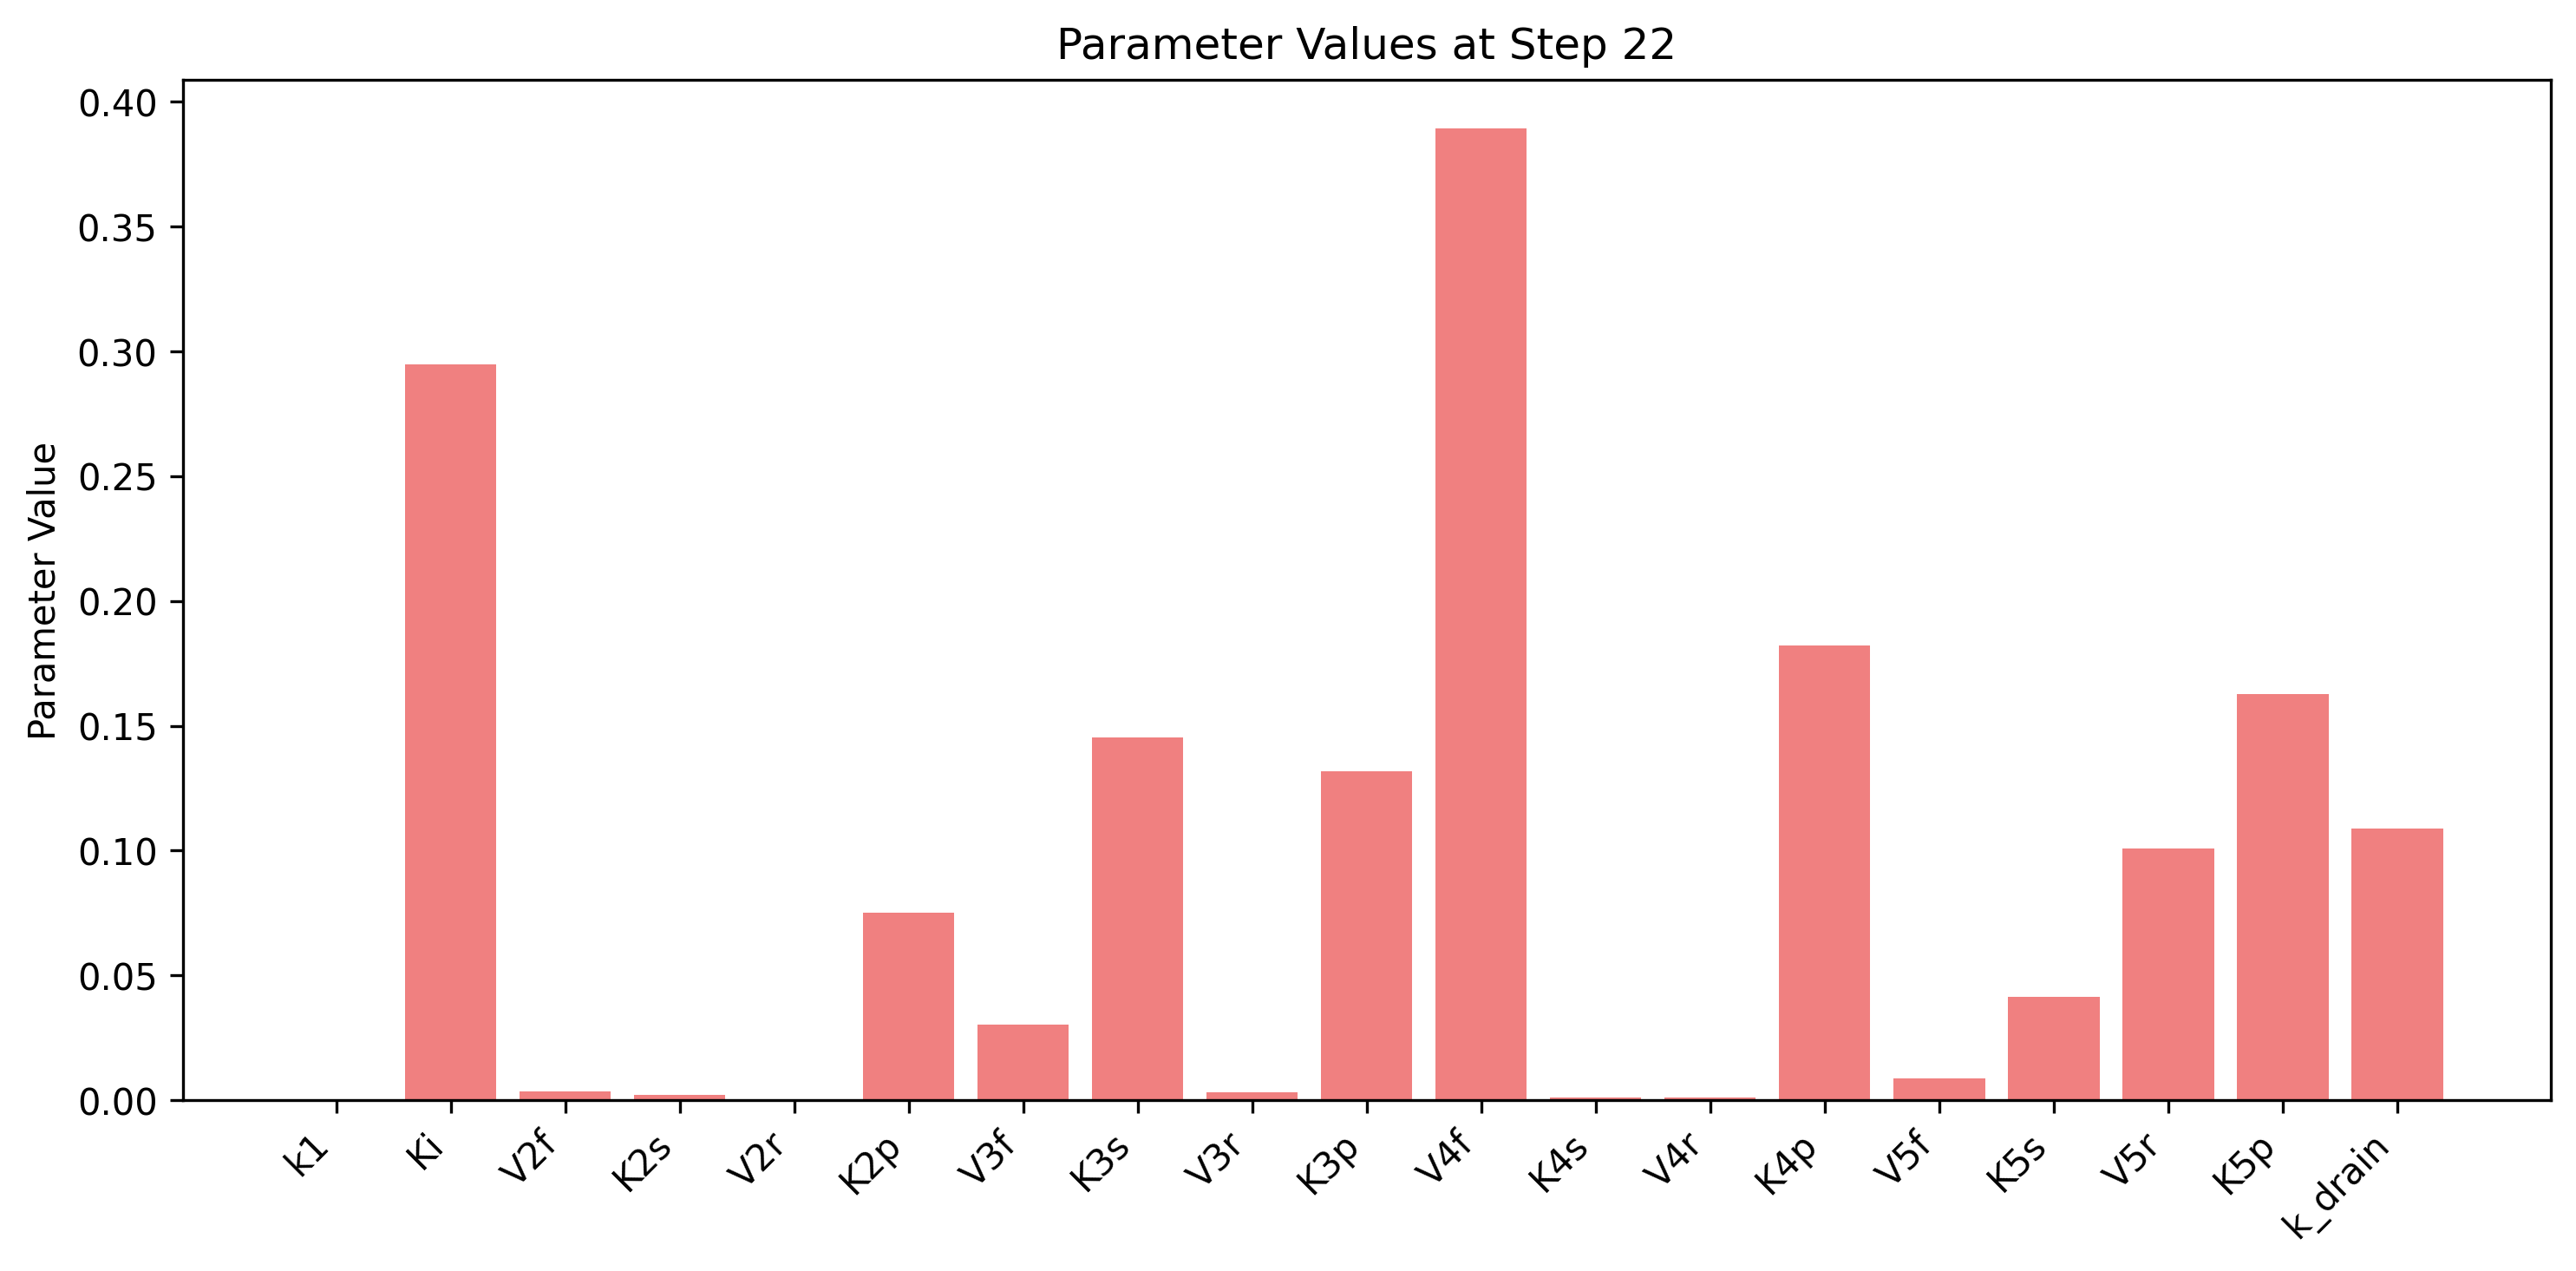 Parameter Values at Step 22
Parameter Value
0.40
0.35
0.30
0.25
0.20
0.15
0.10
0.05
0.00
k1
Ki
V2f
K2s
V2r
K2p
V3f
K3s
V3r
K3p
V4f
K4s
V4r
K4p
V5f
K5s
V5r
K5p
k_drain